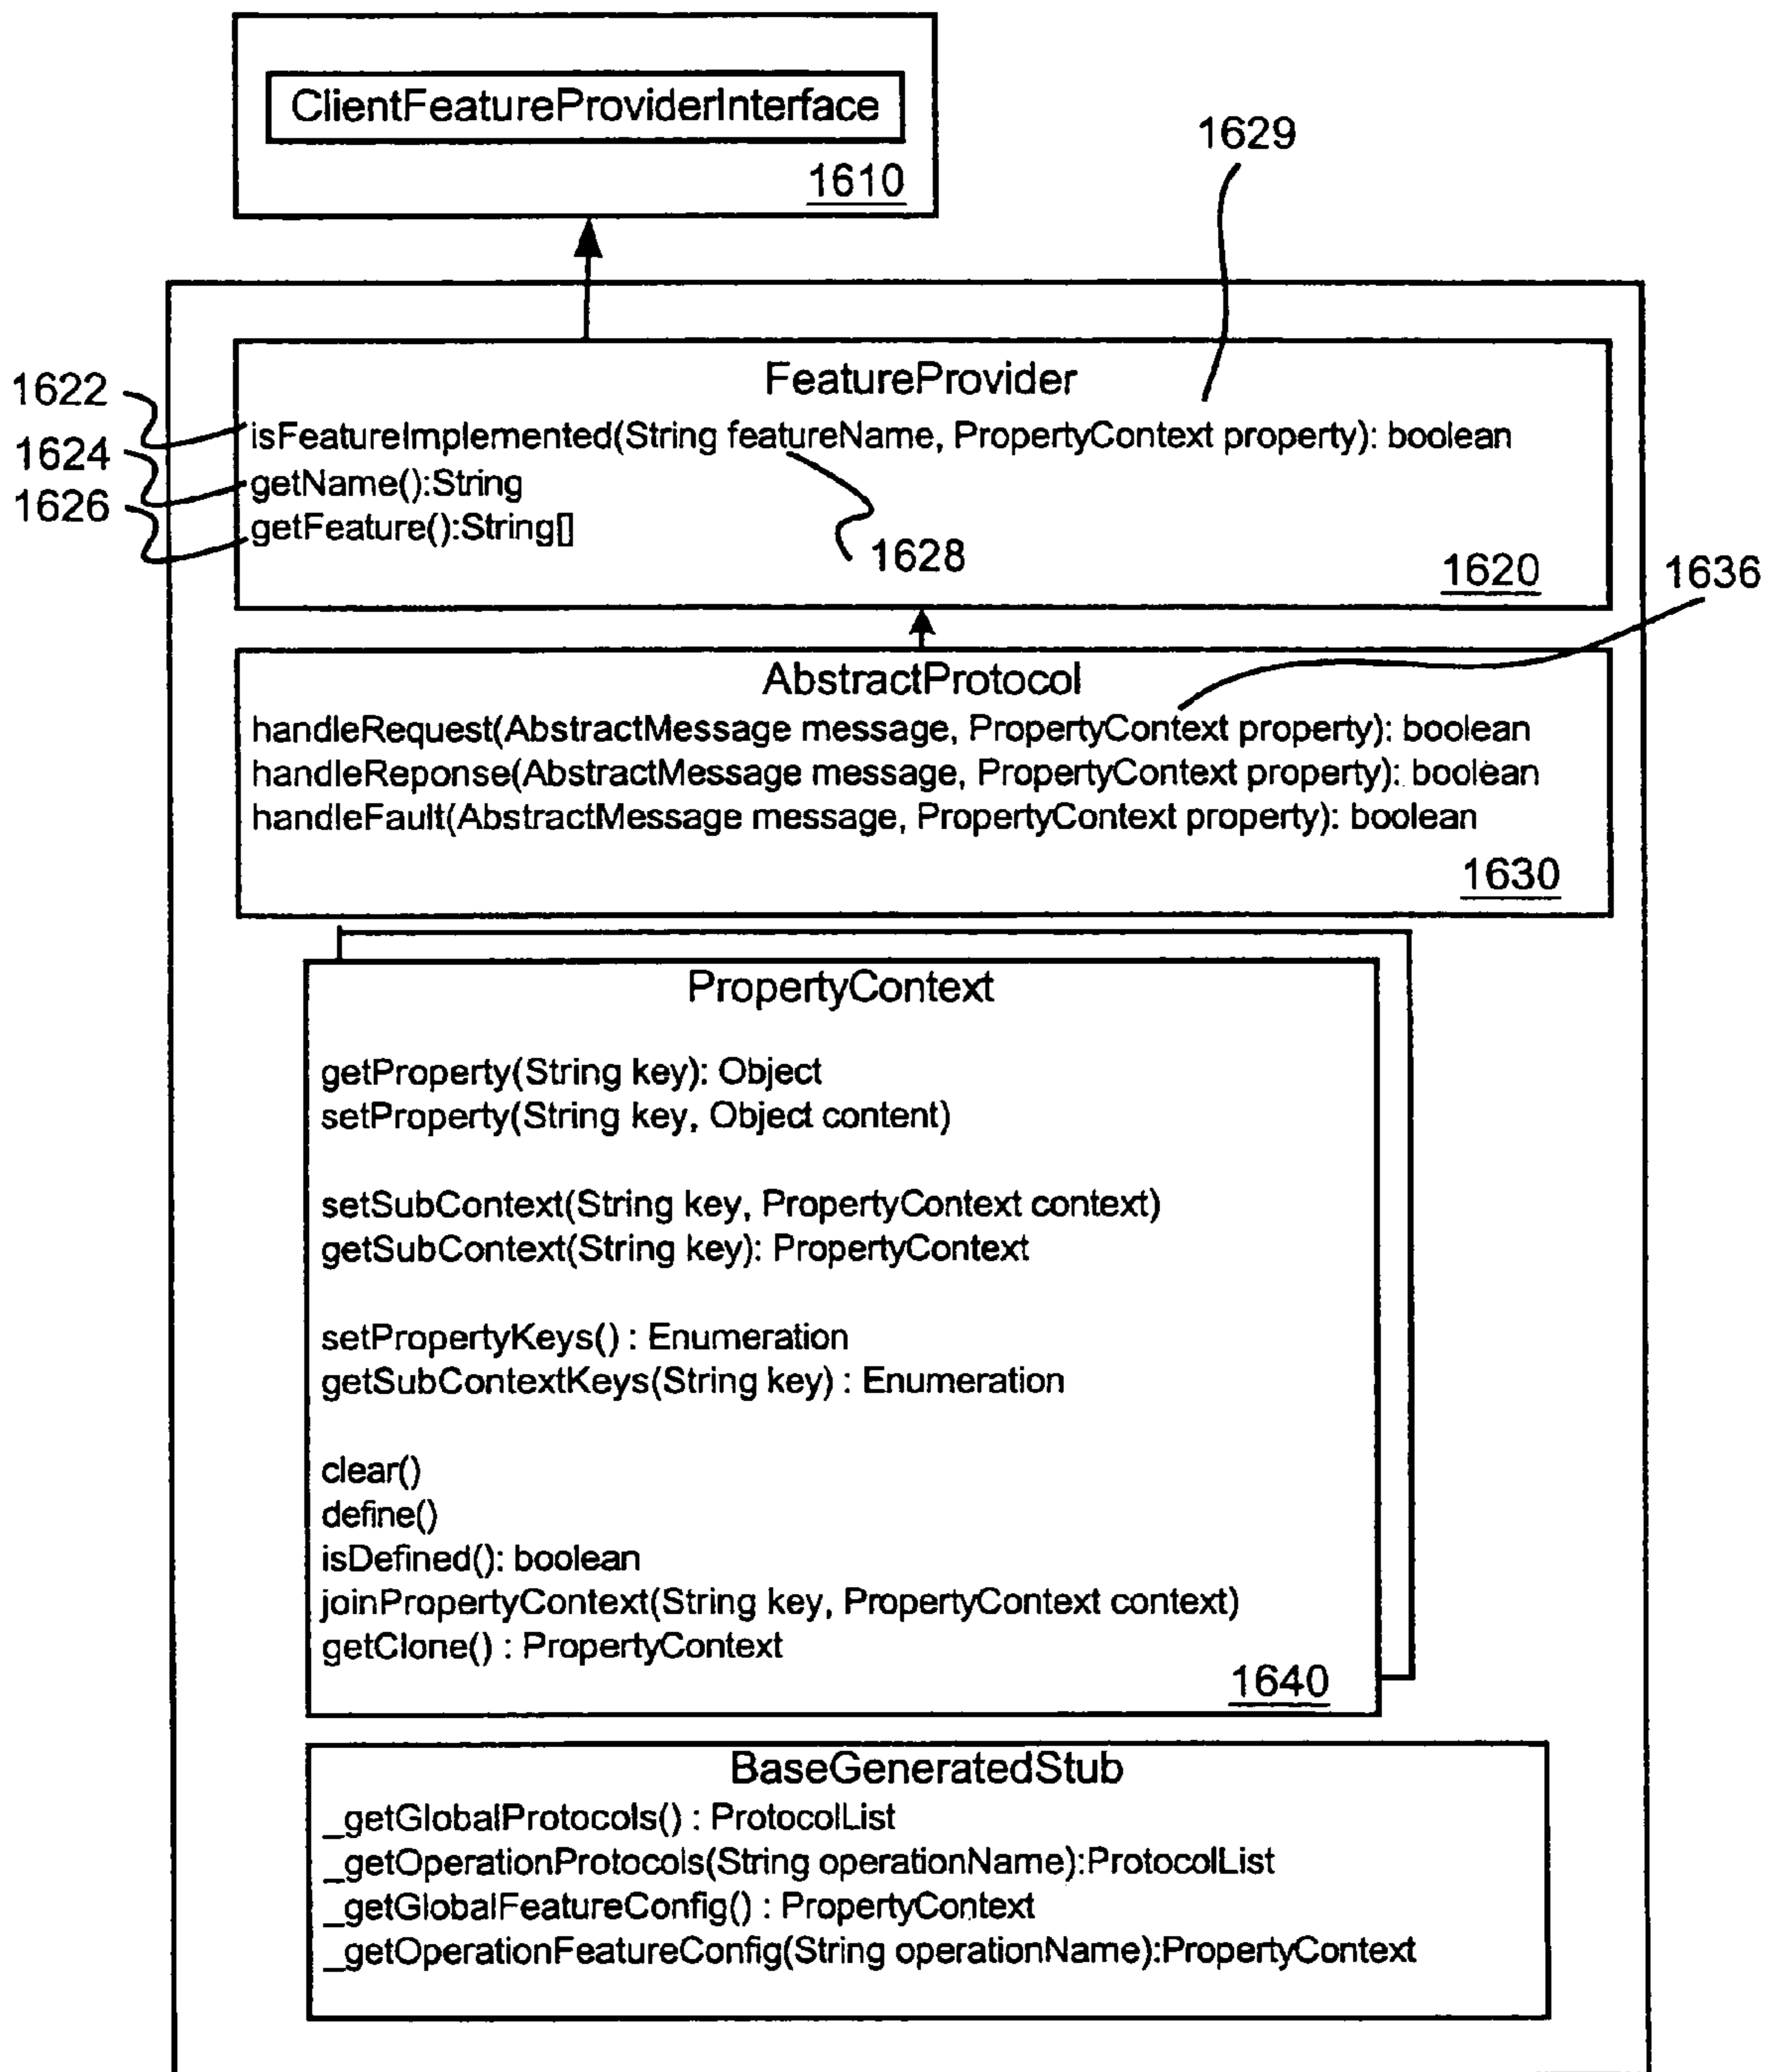 ClientFeatureProviderInterface
1610
1629
FeatureProvider
1622
isFeatureImplemented(String featureName, PropertyContext property): boolean
1624
getName():String
1626
getFeature():String[]
1628
1620
1636
AbstractProtocol
handleRequest(AbstractMessage message, PropertyContext property): boolean
handleReponse(AbstractMessage message, PropertyContext property): boolean
handleFault(AbstractMessage message, PropertyContext property): boolean
1630
PropertyContext
getProperty(String key): Object
setProperty(String key, Object content)
setSubContext(String key, PropertyContext context)
getSubContext(String key): PropertyContext
setPropertyKeys() : Enumeration
getSubContextKeys(String key) : Enumeration
clear()
define()
isDefined(): boolean
joinPropertyContext(String key, PropertyContext context)
getClone() : PropertyContext
1640
BaseGeneratedStub
_getGlobalProtocols() : ProtocolList
_getOperationProtocols(String operationName):ProtocolList
_getGlobalFeatureConfig() : PropertyContext
_getOperationFeatureConfig(String operationName):PropertyContext